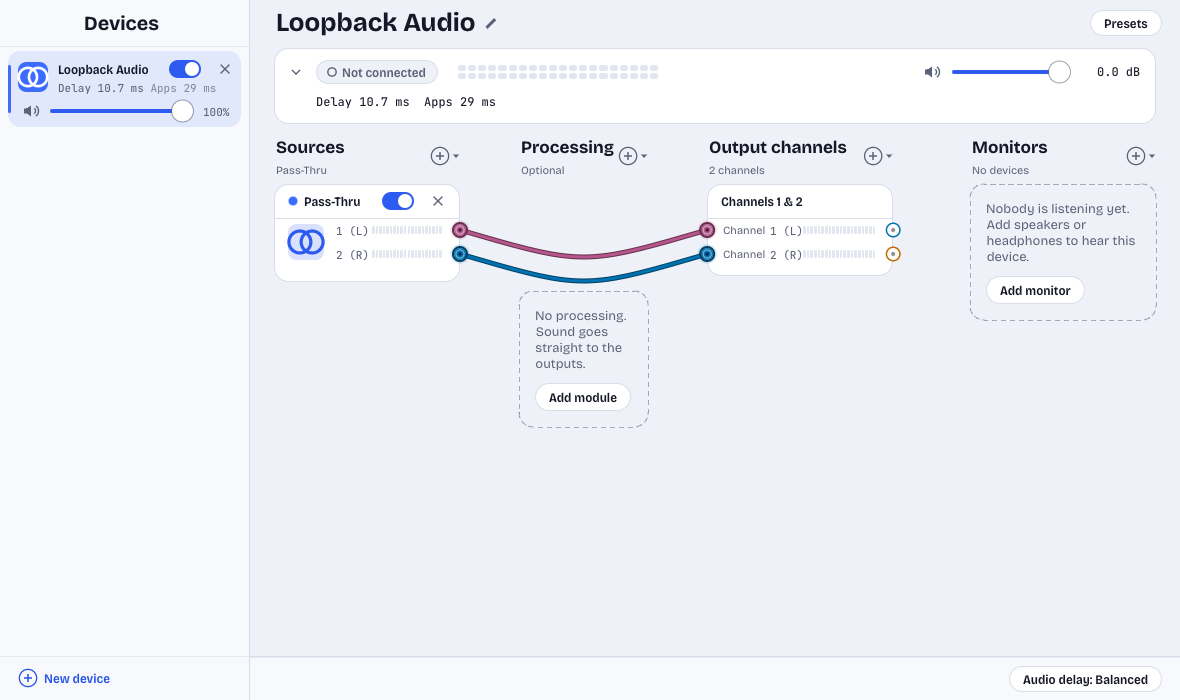 Devices
Loopback Audio
Delay 10.7 ms Apps 29 ms
100%
New device
Loopback Audio
Presets
Not connected
0.0 dB
Delay 10.7 ms Apps 29 ms
Sources
Pass-Thru
Processing
Optional
Output channels
2 channels
Monitors
No devices
Pass-Thru
1 (L)
2 (R)
No processing.
Sound goes
straight to the
outputs.
Add module
Channels 1 & 2
Channel 1 (L)
Channel 2 (R)
Nobody is listening yet.
Add speakers or
headphones to hear this
device.
Add monitor
Audio delay: Balanced